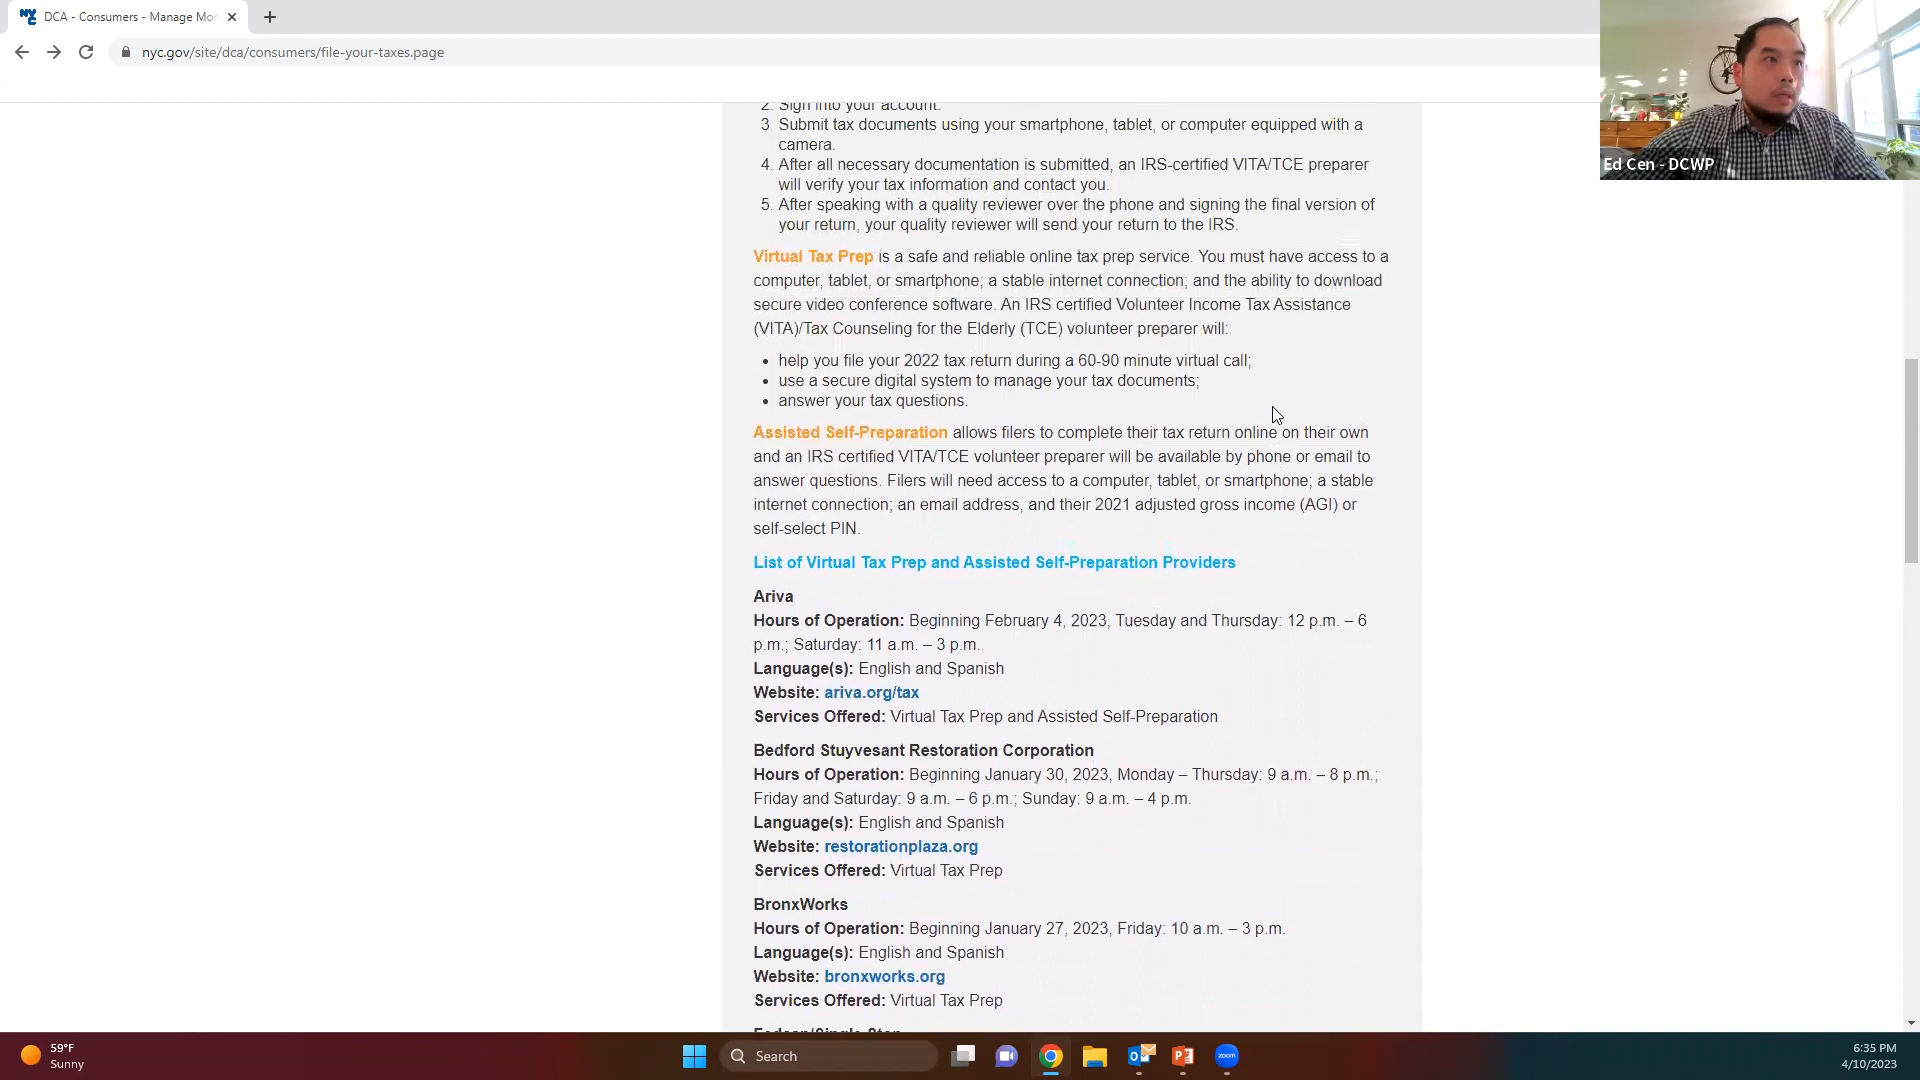 DCA - Consumers - Manage Mon
nyc.gov/site/dca/consumers/file-your-taxes.page
Ed Cen - DCWP
2. Sign into your account.
3. Submit tax documents using your smartphone, tablet, or computer equipped with a
camera.
4. After all necessary documentation is submitted, an IRS-certified VITA/TCE preparer
will verify your tax information and contact you.
5. After speaking with a quality reviewer over the phone and signing the final version of
your return, your quality reviewer will send your return to the IRS.
Virtual Tax Prep is a safe and reliable online tax prep service. You must have access to a
computer, tablet, or smartphone; a stable internet connection; and the ability to download
secure video conference software. An IRS certified Volunteer Income Tax Assistance
(VITA)/Tax Counseling for the Elderly (TCE) volunteer preparer will:
• help you file your 2022 tax return during a 60-90 minute virtual call;
• use a secure digital system to manage your tax documents;
• answer your tax questions.
Assisted Self-Preparation allows filers to complete their tax return online on their own
and an IRS certified VITA/TCE volunteer preparer will be available by phone or email to
answer questions. Filers will need access to a computer, tablet, or smartphone; a stable
internet connection; an email address, and their 2021 adjusted gross income (AGI) or
self-select PIN.
List of Virtual Tax Prep and Assisted Self-Preparation Providers
Ariva
Hours of Operation: Beginning February 4, 2023, Tuesday and Thursday: 12 p.m. – 6
p.m.; Saturday: 11 a.m. – 3 p.m.
Language(s): English and Spanish
Website: ariva.org/tax
Services Offered: Virtual Tax Prep and Assisted Self-Preparation
Bedford Stuyvesant Restoration Corporation
Hours of Operation: Beginning January 30, 2023, Monday – Thursday: 9 a.m. – 8 p.m.;
Friday and Saturday: 9 a.m. – 6 p.m.; Sunday: 9 a.m. – 4 p.m.
Language(s): English and Spanish
Website: restorationplaza.org
Services Offered: Virtual Tax Prep
BronxWorks
Hours of Operation: Beginning January 27, 2023, Friday: 10 a.m. – 3 p.m.
Language(s): English and Spanish
Website: bronxworks.org
Services Offered: Virtual Tax Prep
59°F
Sunny
Search
zoom
6:35 PM
4/10/2023